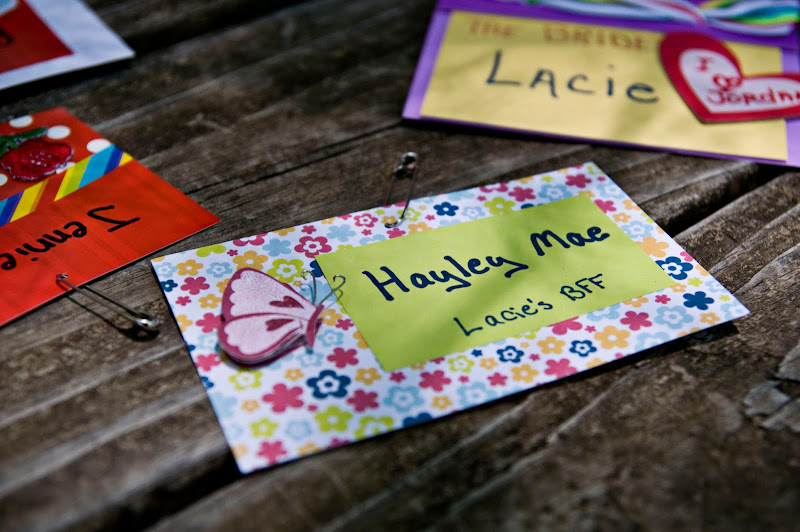 THE BRIDE
LACIE
I
Jordan
Jennie
Hayley Mae
Lacie's BFF